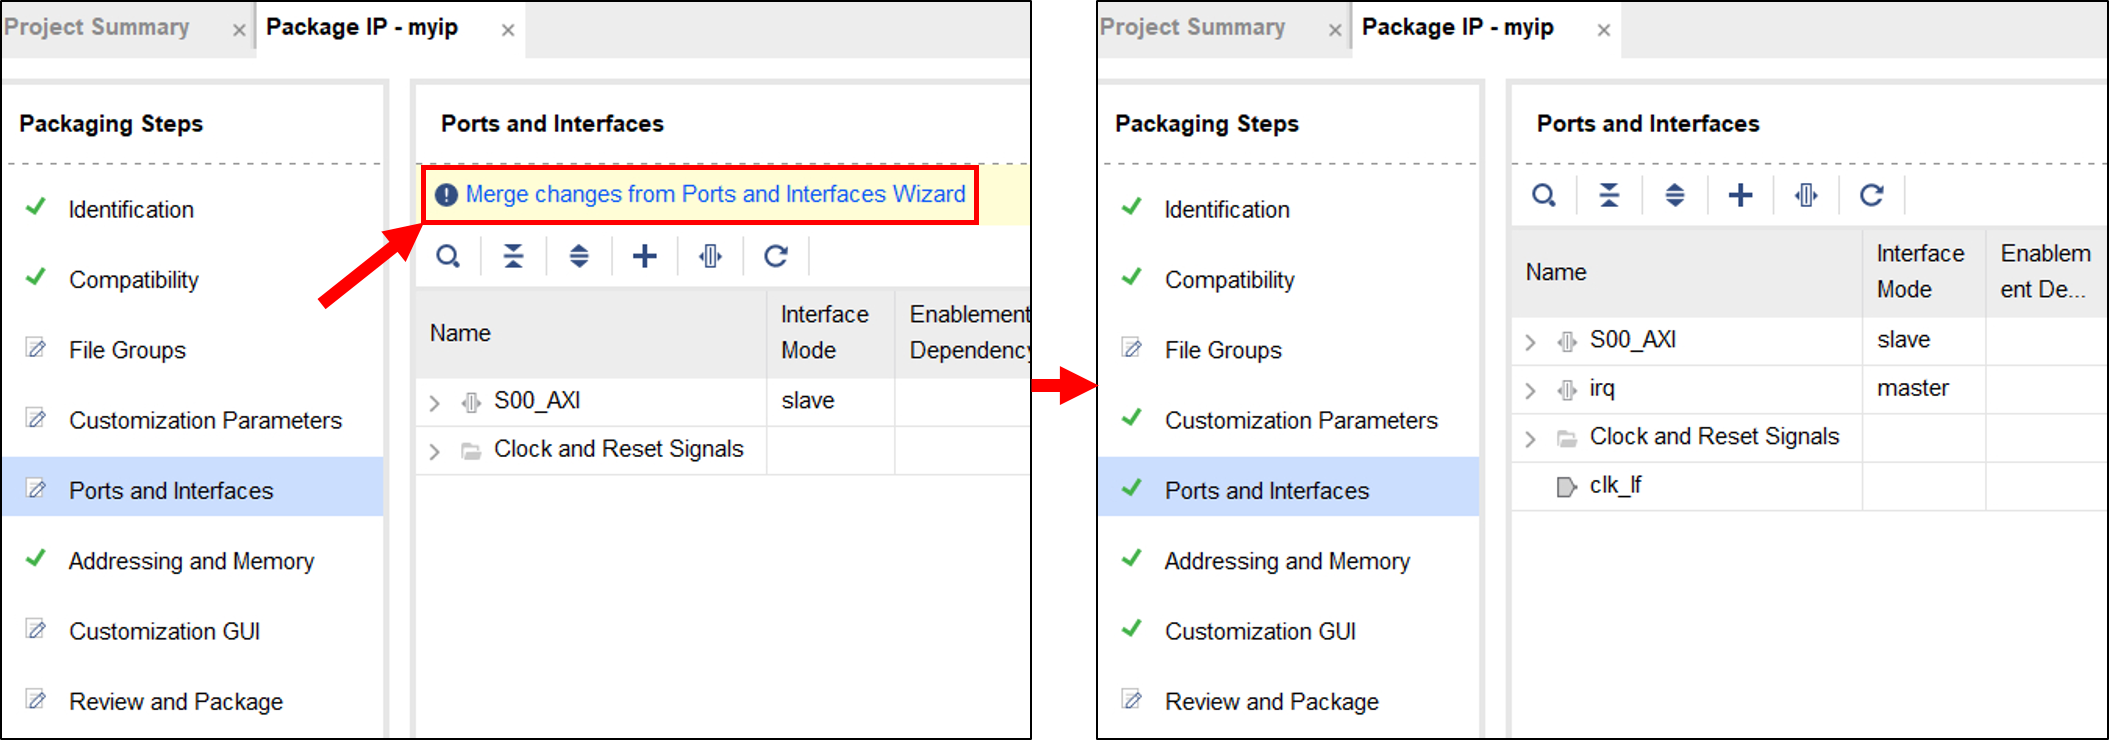 Project Summary
Package IP - myip
Packaging Steps
Identification
Compatibility
File Groups
Customization Parameters
Ports and Interfaces
Addressing and Memory
Customization GUI
Review and Package
Ports and Interfaces
Merge changes from Ports and Interfaces Wizard
Name
Interface
Mode
Enablement
Dependency
S00_AXI
slave
Clock and Reset Signals
Project Summary
Package IP - myip
Packaging Steps
Identification
Compatibility
File Groups
Customization Parameters
Ports and Interfaces
Addressing and Memory
Customization GUI
Review and Package
Ports and Interfaces
Name
Interface
Mode
Enablem
ent De...
S00_AXI
slave
irq
master
Clock and Reset Signals
clk_lf